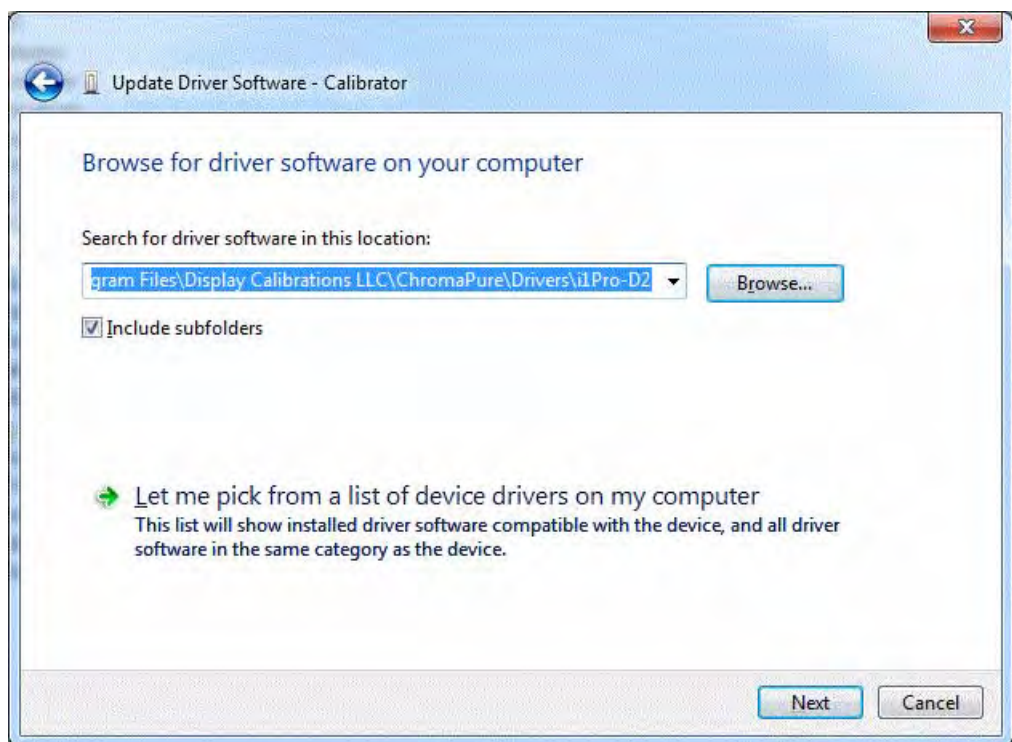 Update Driver Software - Calibrator
Browse for driver software on your computer
Search for driver software in this location:
gram Files\Display Calibrations LLC\ChromaPure\Drivers\i1Pro-D2
Browse...
Include subfolders
Let me pick from a list of device drivers on my computer
This list will show installed driver software compatible with the device, and all driver
software in the same category as the device.
Next
Cancel